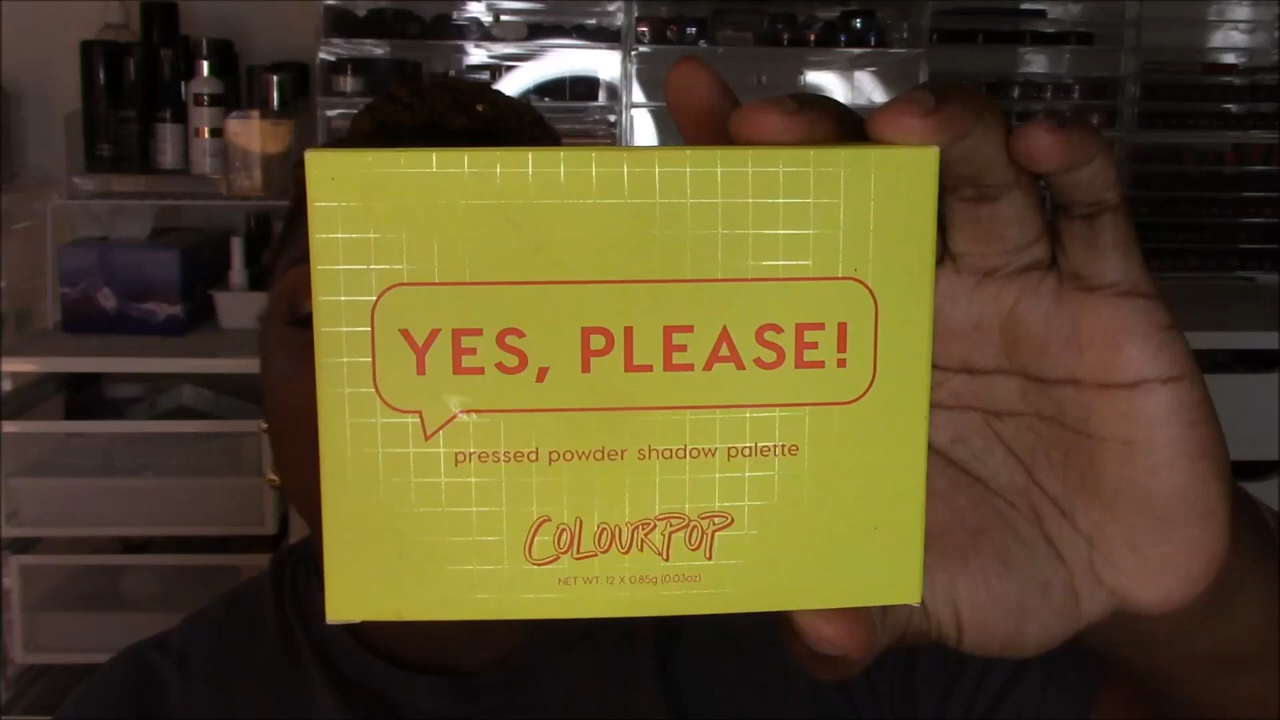 YES, PLEASE!
pressed powder shadow palette
COLOURPOP
NET WT. 12 X 0.85g (0.03oz)